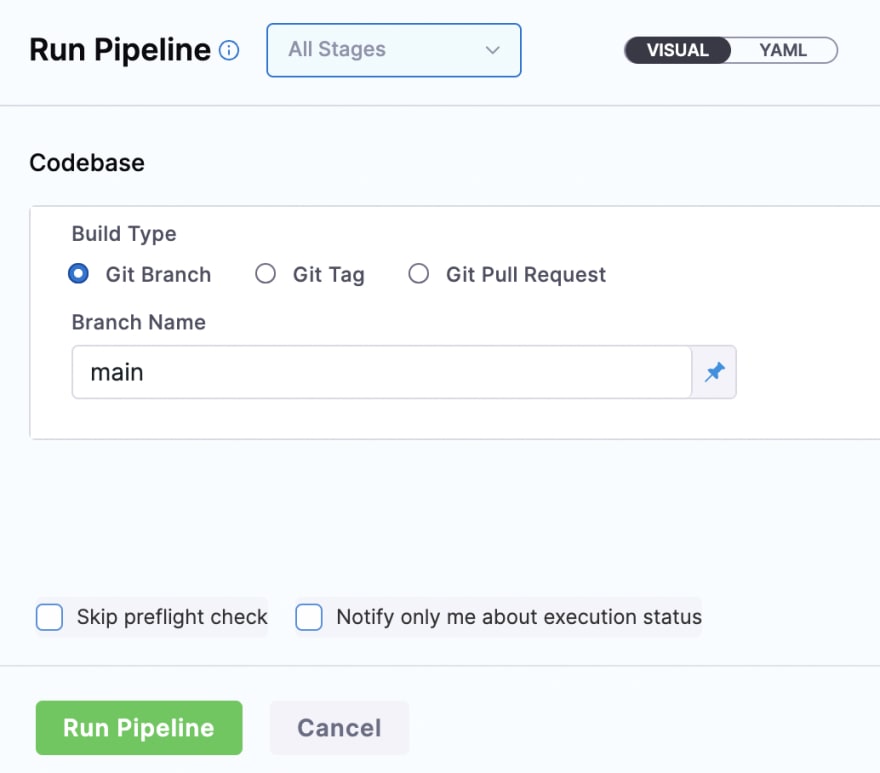 Run Pipeline All Stages VISUAL YAML
Codebase
Build Type
Git Branch Git Tag Git Pull Request
Branch Name
main
Skip preflight check Notify only me about execution status
Run Pipeline Cancel